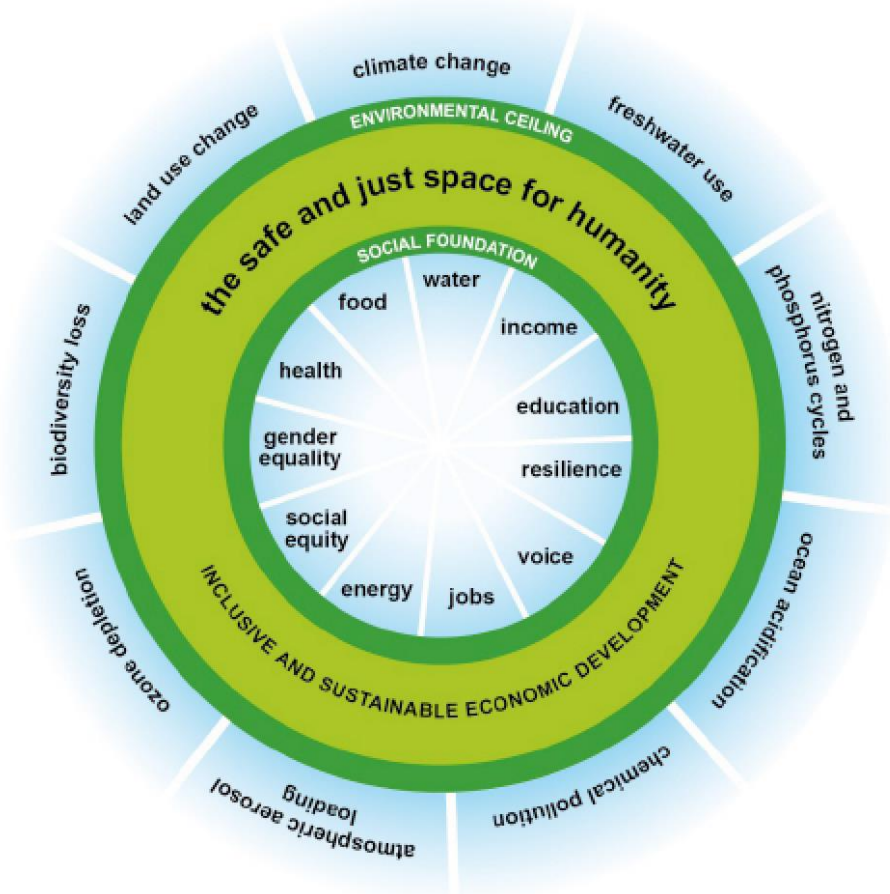 climate change
freshwater use
nitrogen and
phosphorus cycles
ocean acidification
chemical pollution
atmospheric aerosol
loading
ozone depletion
biodiversity loss
land use change
ENVIRONMENTAL CEILING
the safe and just space for humanity
SOCIAL FOUNDATION
water
income
education
resilience
voice
jobs
energy
social
equity
gender
equality
health
food
INCLUSIVE AND SUSTAINABLE ECONOMIC DEVELOPMENT